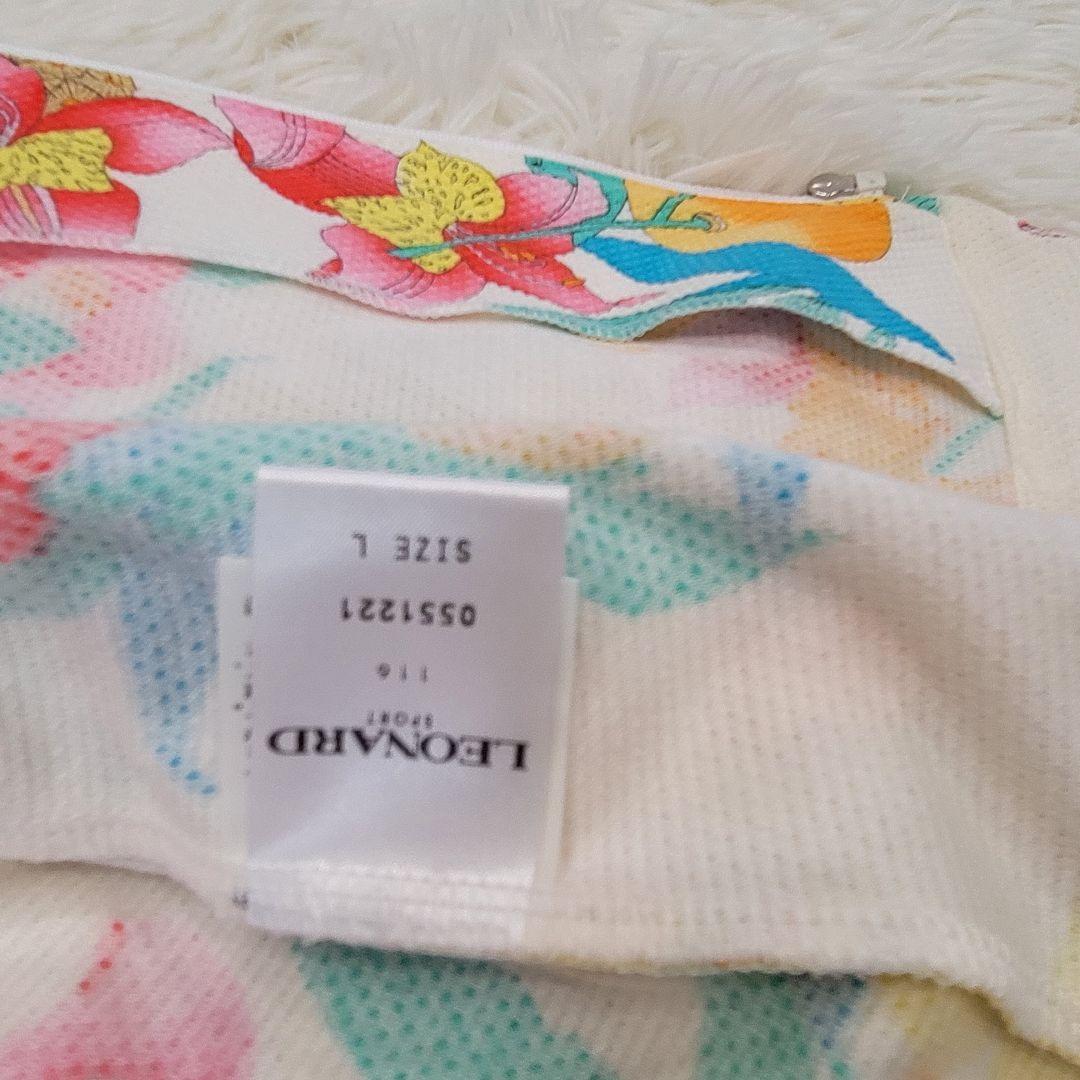 LEONARD
SPORT
116
0551221
SIZE L